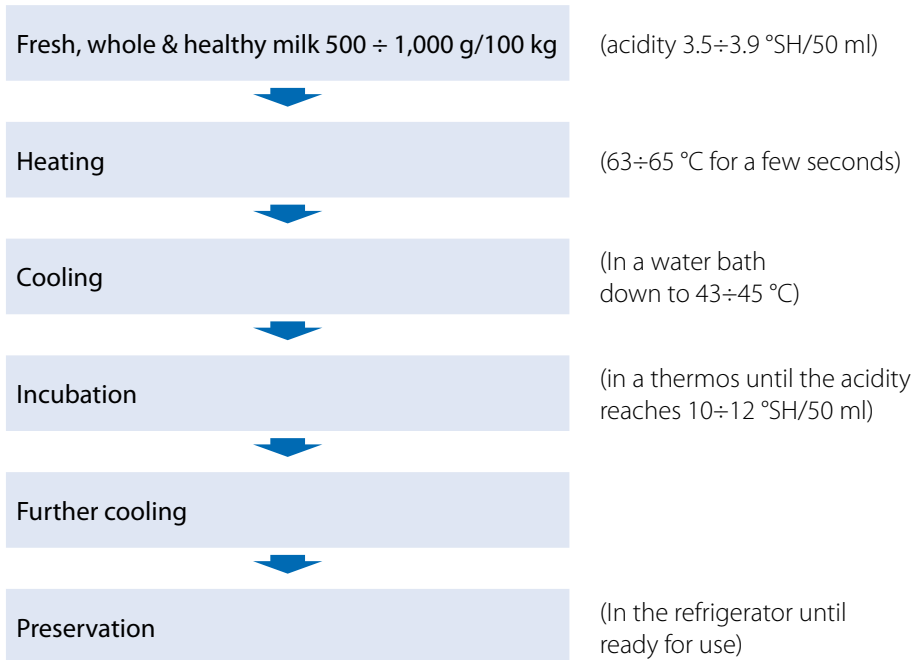 Fresh, whole & healthy milk 500 ÷ 1,000 g/100 kg
(acidity 3.5÷3.9 °SH/50 ml)
Heating
(63÷65 °C for a few seconds)
Cooling
(In a water bath
down to 43÷45 °C)
Incubation
(in a thermos until the acidity
reaches 10÷12 °SH/50 ml)
Further cooling
Preservation
(In the refrigerator until
ready for use)